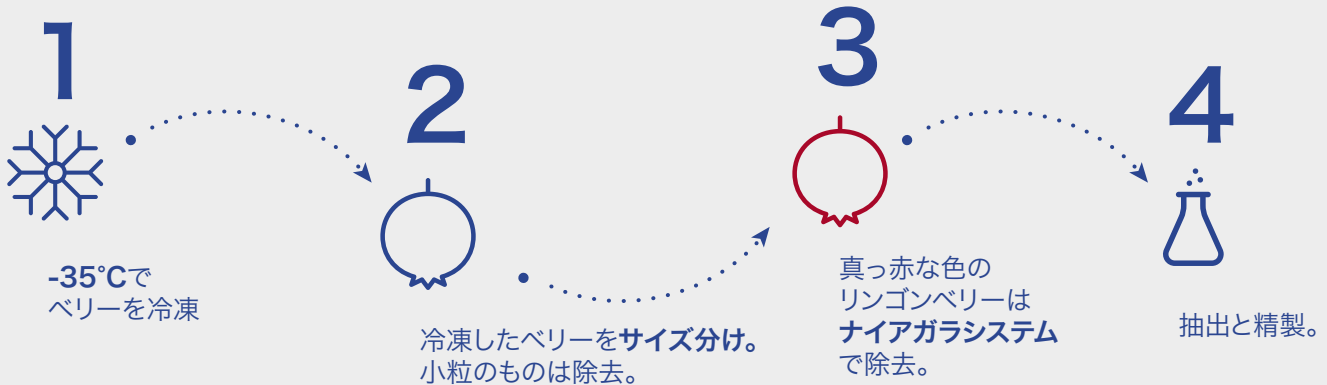 1
-35°Cで
ベリーを冷凍
2
冷凍したベリーをサイズ分け。
小粒のものは除去。
3
真っ赤な色の
リンゴンベリーは
ナイアガラシステム
で除去。
4
抽出と精製。